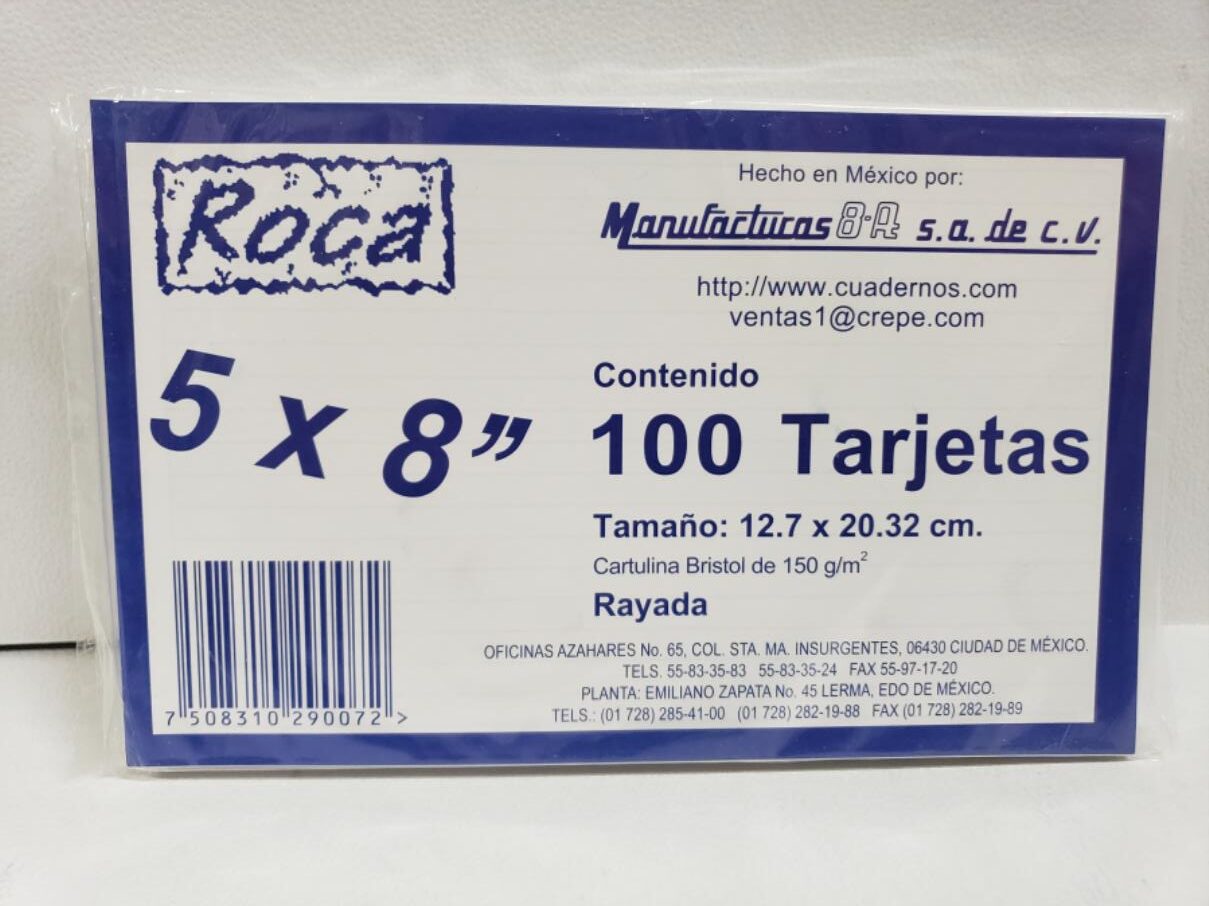 Roca
Hecho en México por:
Manufacturas 8-A s.a. de c.v.
http://www.cuadernos.com
ventas1@crepe.com
5 x 8”
Contenido
100 Tarjetas
Tamaño: 12.7 x 20.32 cm.
Cartulina Bristol de 150 g/m²
Rayada
OFICINAS AZAHARES No. 65, COL. STA. MA. INSURGENTES, 06430 CIUDAD DE MÉXICO.
TELS. 55-83-35-83 55-83-35-24 FAX 55-97-17-20
PLANTA: EMILIANO ZAPATA No. 45 LERMA, EDO DE MÉXICO.
TELS.: (01 728) 285-41-00 (01 728) 282-19-88 FAX (01 728) 282-19-89
7 508310 290072 >